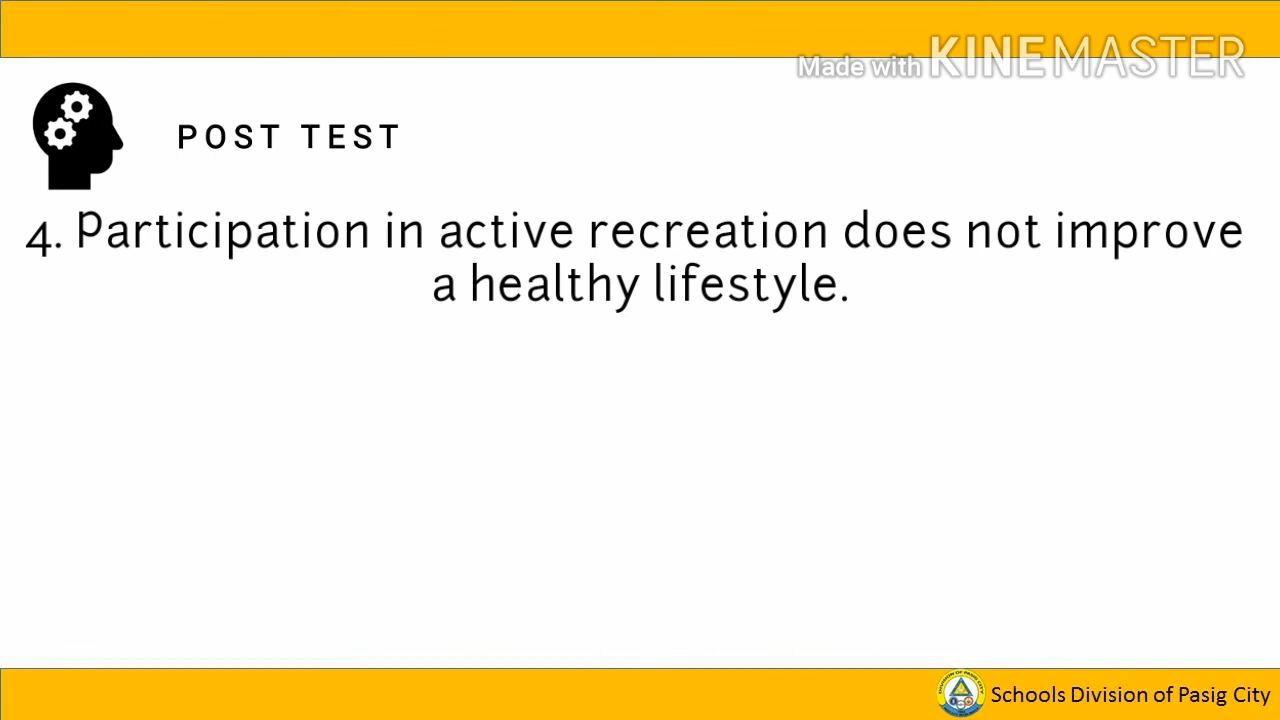 Made with KINEMASTER
POST TEST
4. Participation in active recreation does not improve
a healthy lifestyle.
Schools Division of Pasig City